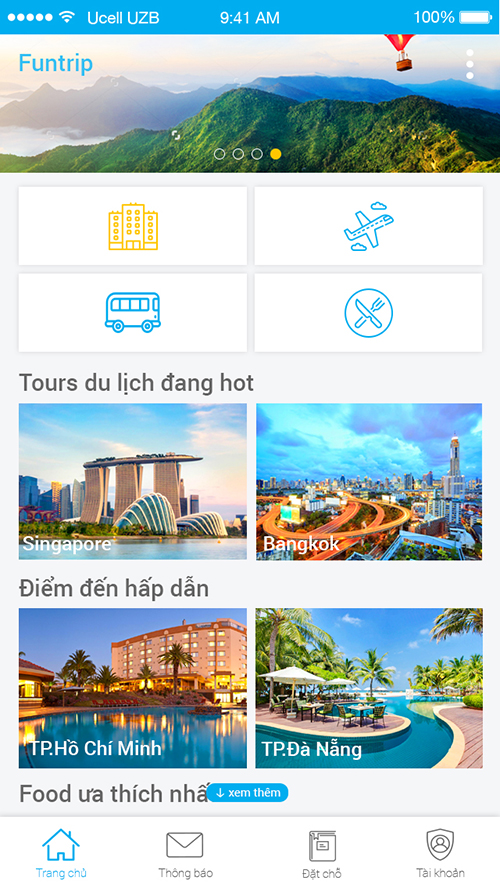 Ucell UZB 9:41 AM 100%
Funtrip
Tours du lịch đang hot
Singapore Bangkok
Điểm đến hấp dẫn
TP.Hồ Chí Minh TP.Đà Nẵng
Food ưa thích nhấ ↓ xem thêm
Trang chủ Thông báo Đặt chỗ Tài khoản